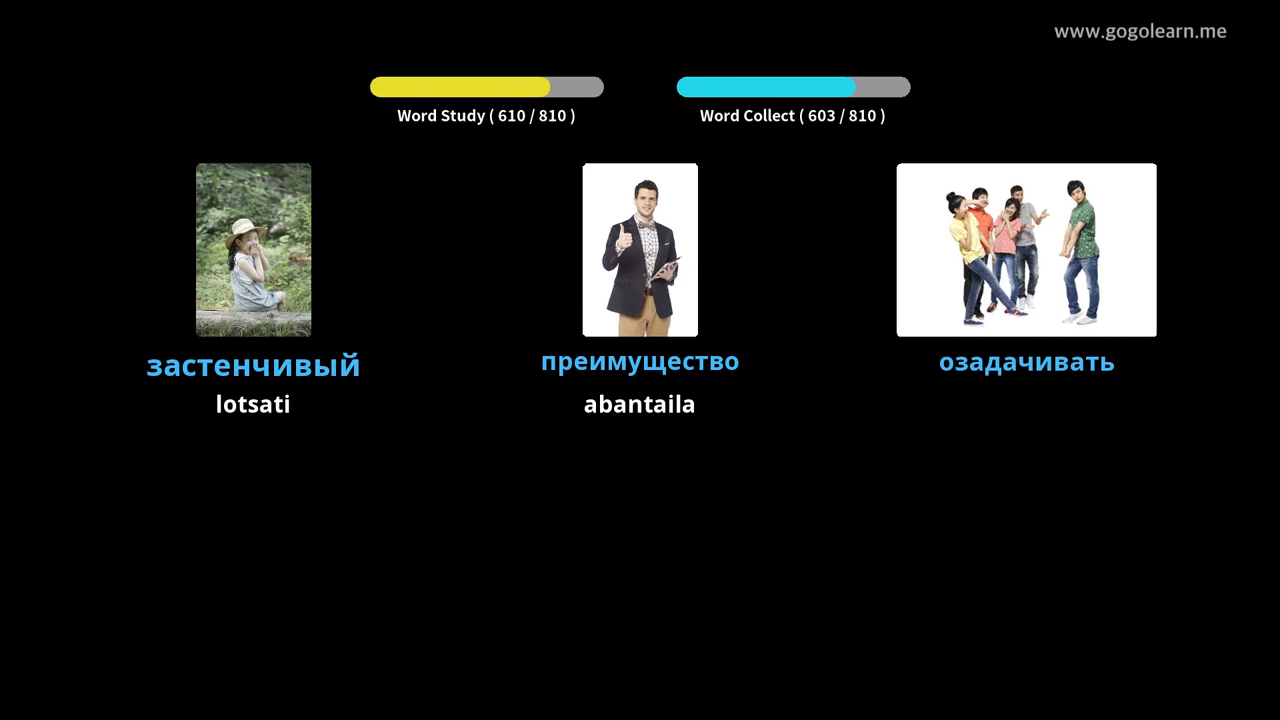 www.gogolearn.me
Word Study ( 610 / 810 )
Word Collect ( 603 / 810 )
застенчивый
преимущество
озадачивать
lotsati
abantaila